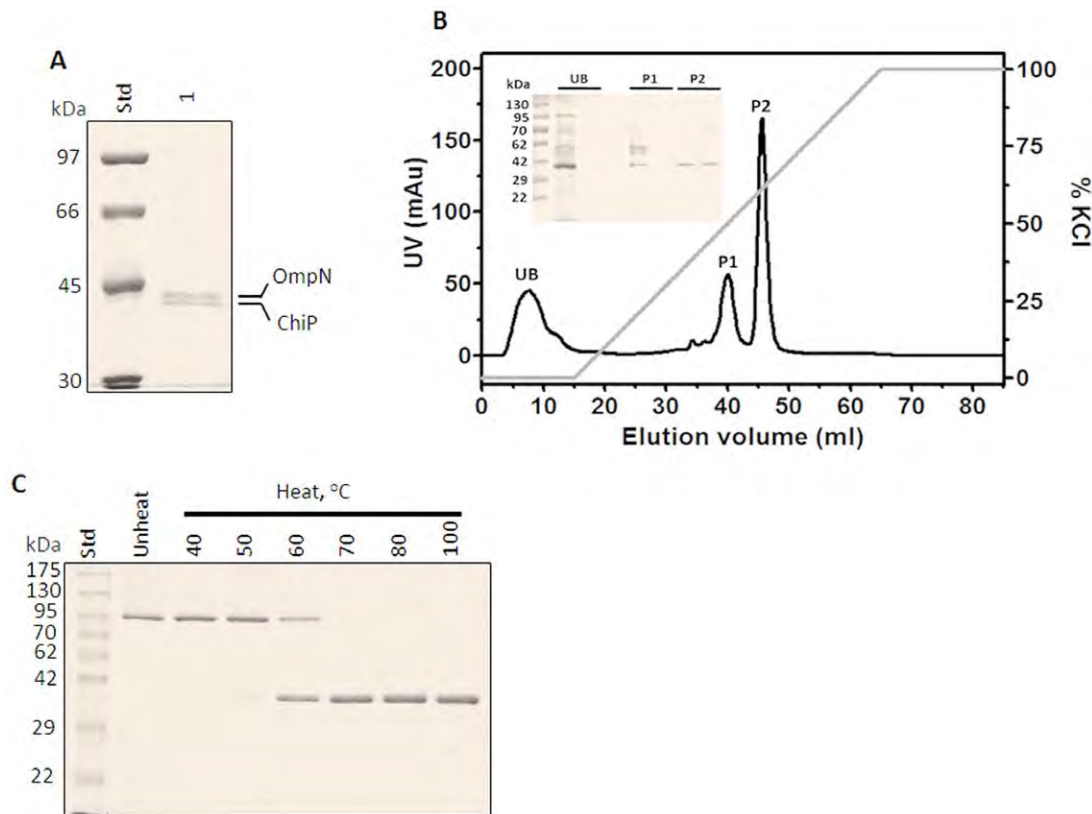 A
kDa
Std
1
97
66
45
30
OmpN
ChiP
B
200
150
100
50
0
UV (mAu)
kDa
130
95
70
62
42
29
22
UB
P1
P2
UB
P1
P2
100
75
50
25
0
% KCl
0 10 20 30 40 50 60 70 80
Elution volume (ml)
C
Heat, °C
kDa
Std
Unheat
40
50
60
70
80
100
175
130
95
70
62
42
29
22